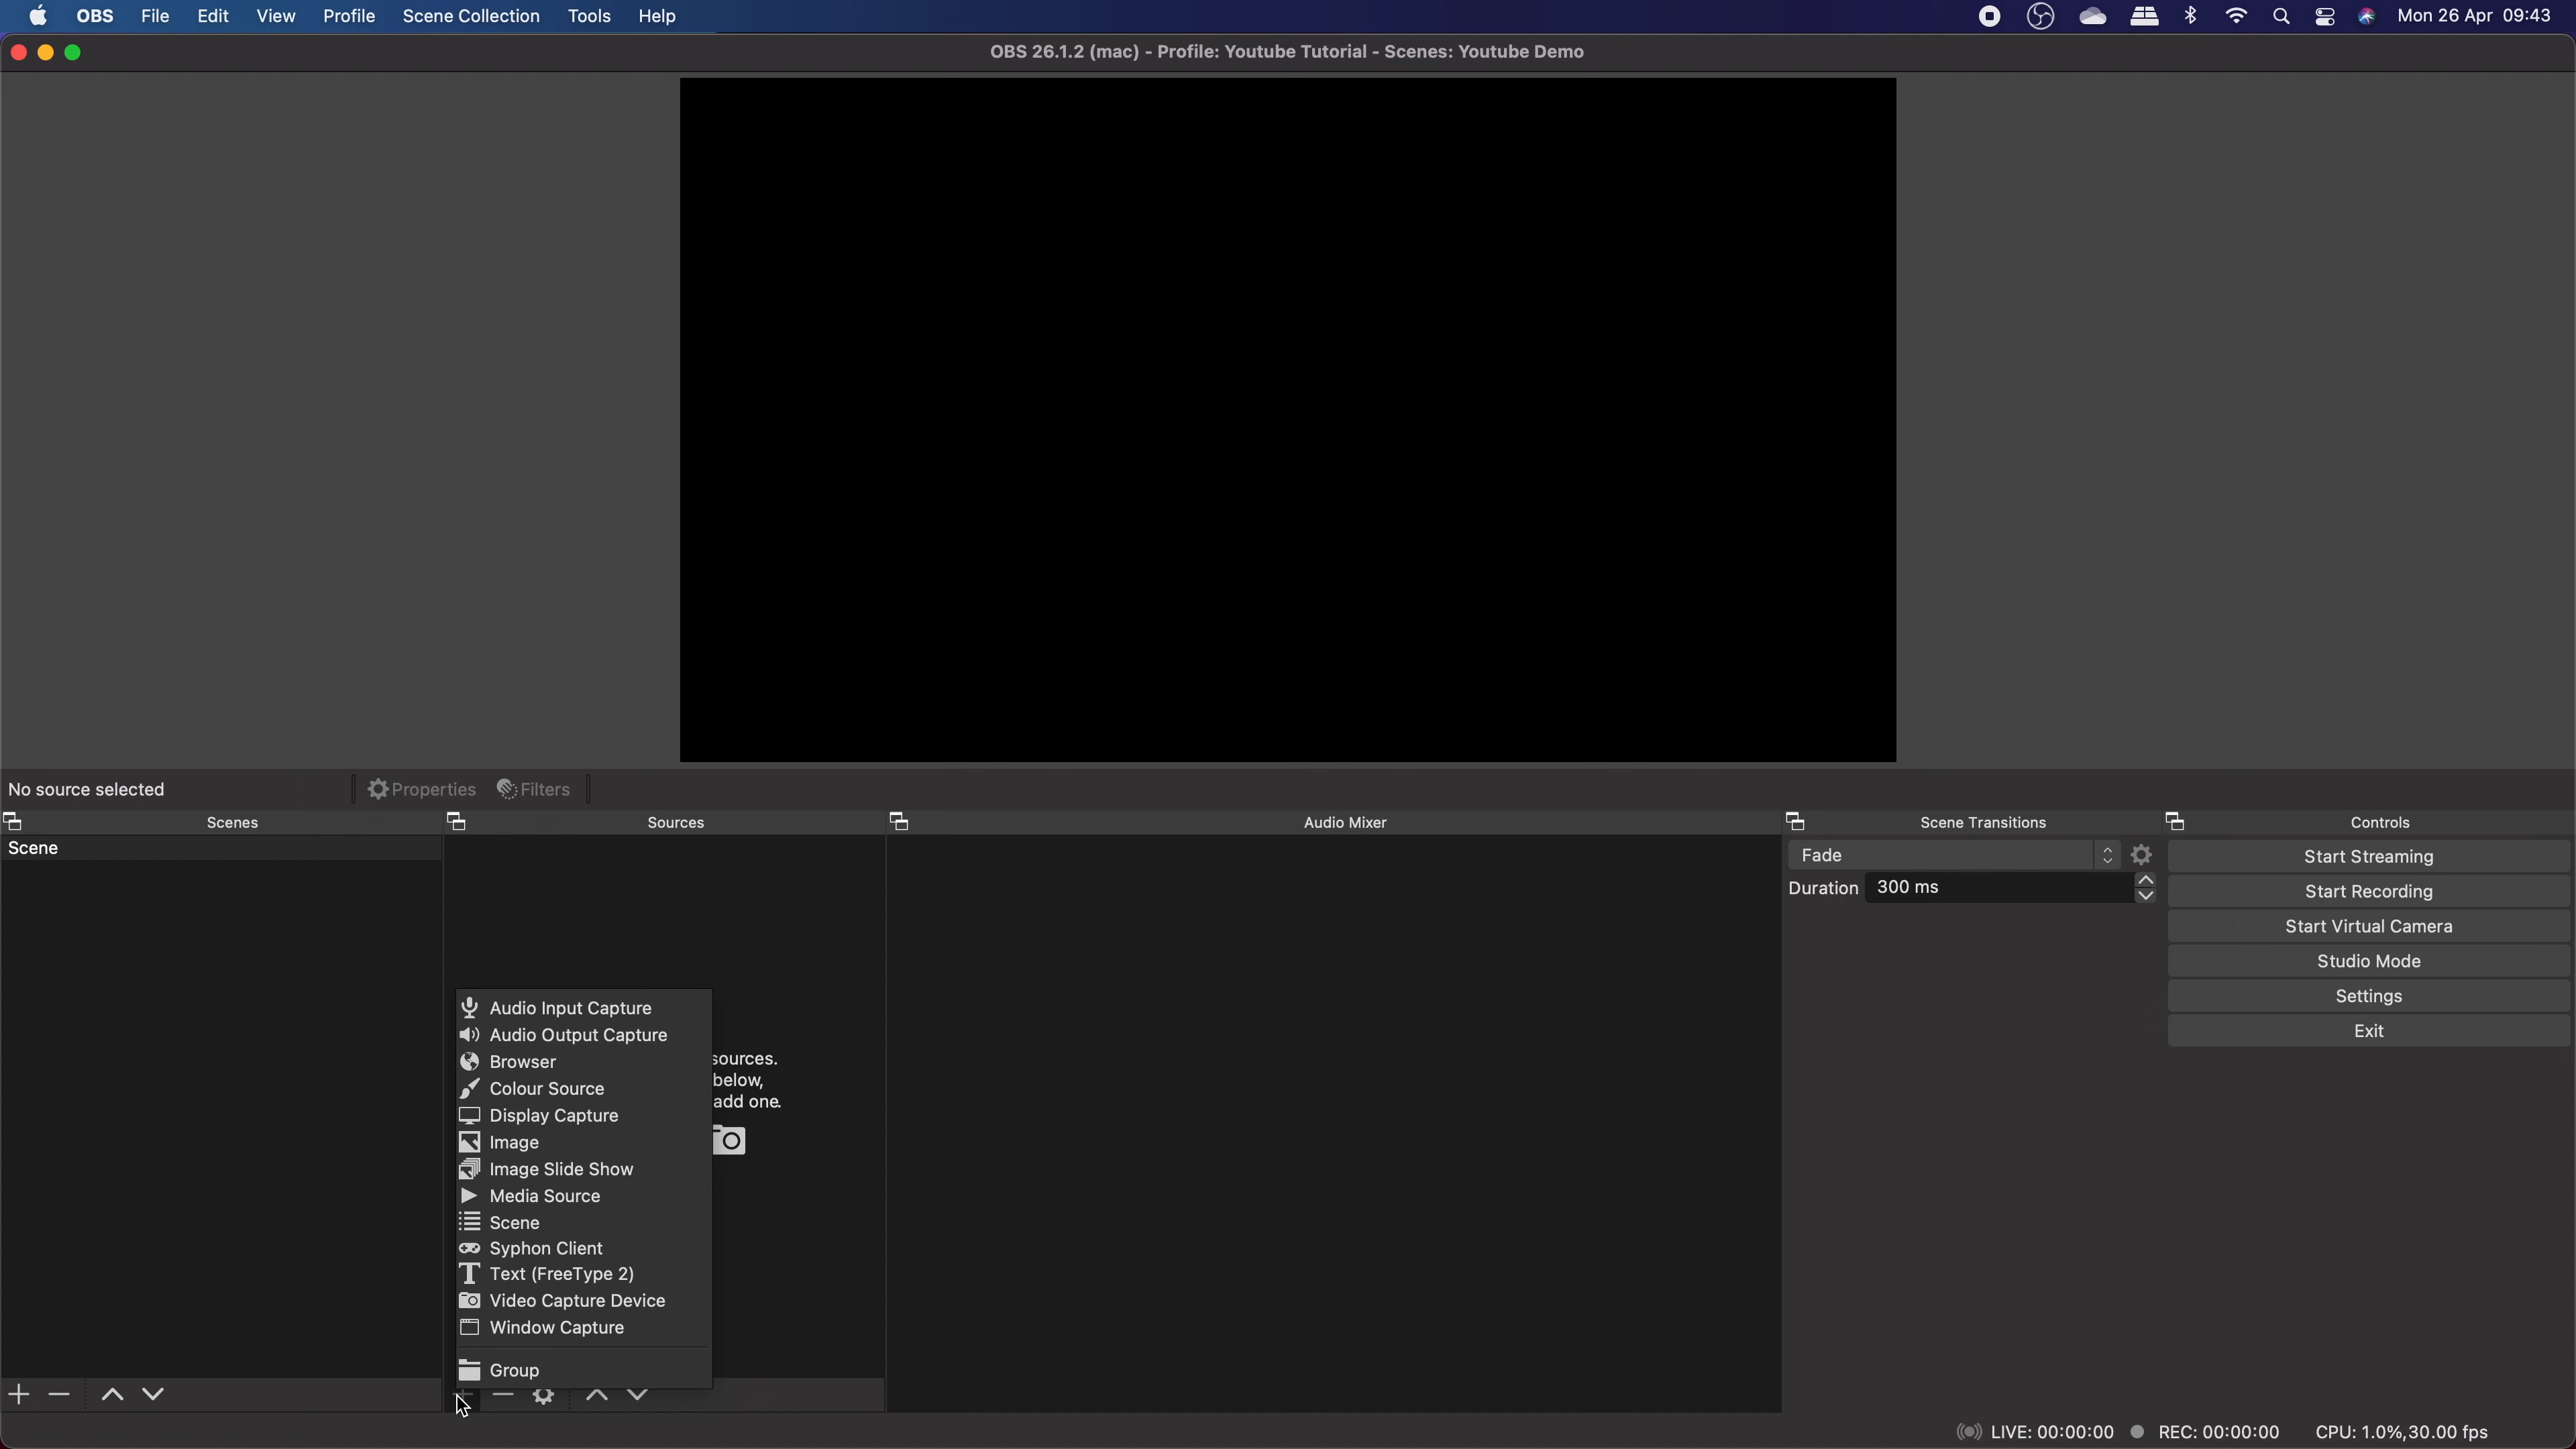 OBS File Edit View Profile Scene Collection Tools Help Mon 26 Apr 09:43
OBS 26.1.2 (mac) - Profile: Youtube Tutorial - Scenes: Youtube Demo
No source selected Properties Filters
Scenes Sources Audio Mixer Scene Transitions Controls
Scene
Fade
Duration 300 ms
Start Streaming
Start Recording
Start Virtual Camera
Studio Mode
Settings
Exit
Audio Input Capture
Audio Output Capture
Browser
Colour Source
Display Capture
Image
Image Slide Show
Media Source
Scene
Syphon Client
Text (FreeType 2)
Video Capture Device
Window Capture
Group
sources.
below,
add one.
LIVE: 00:00:00 REC: 00:00:00 CPU: 1.0%,30.00 fps